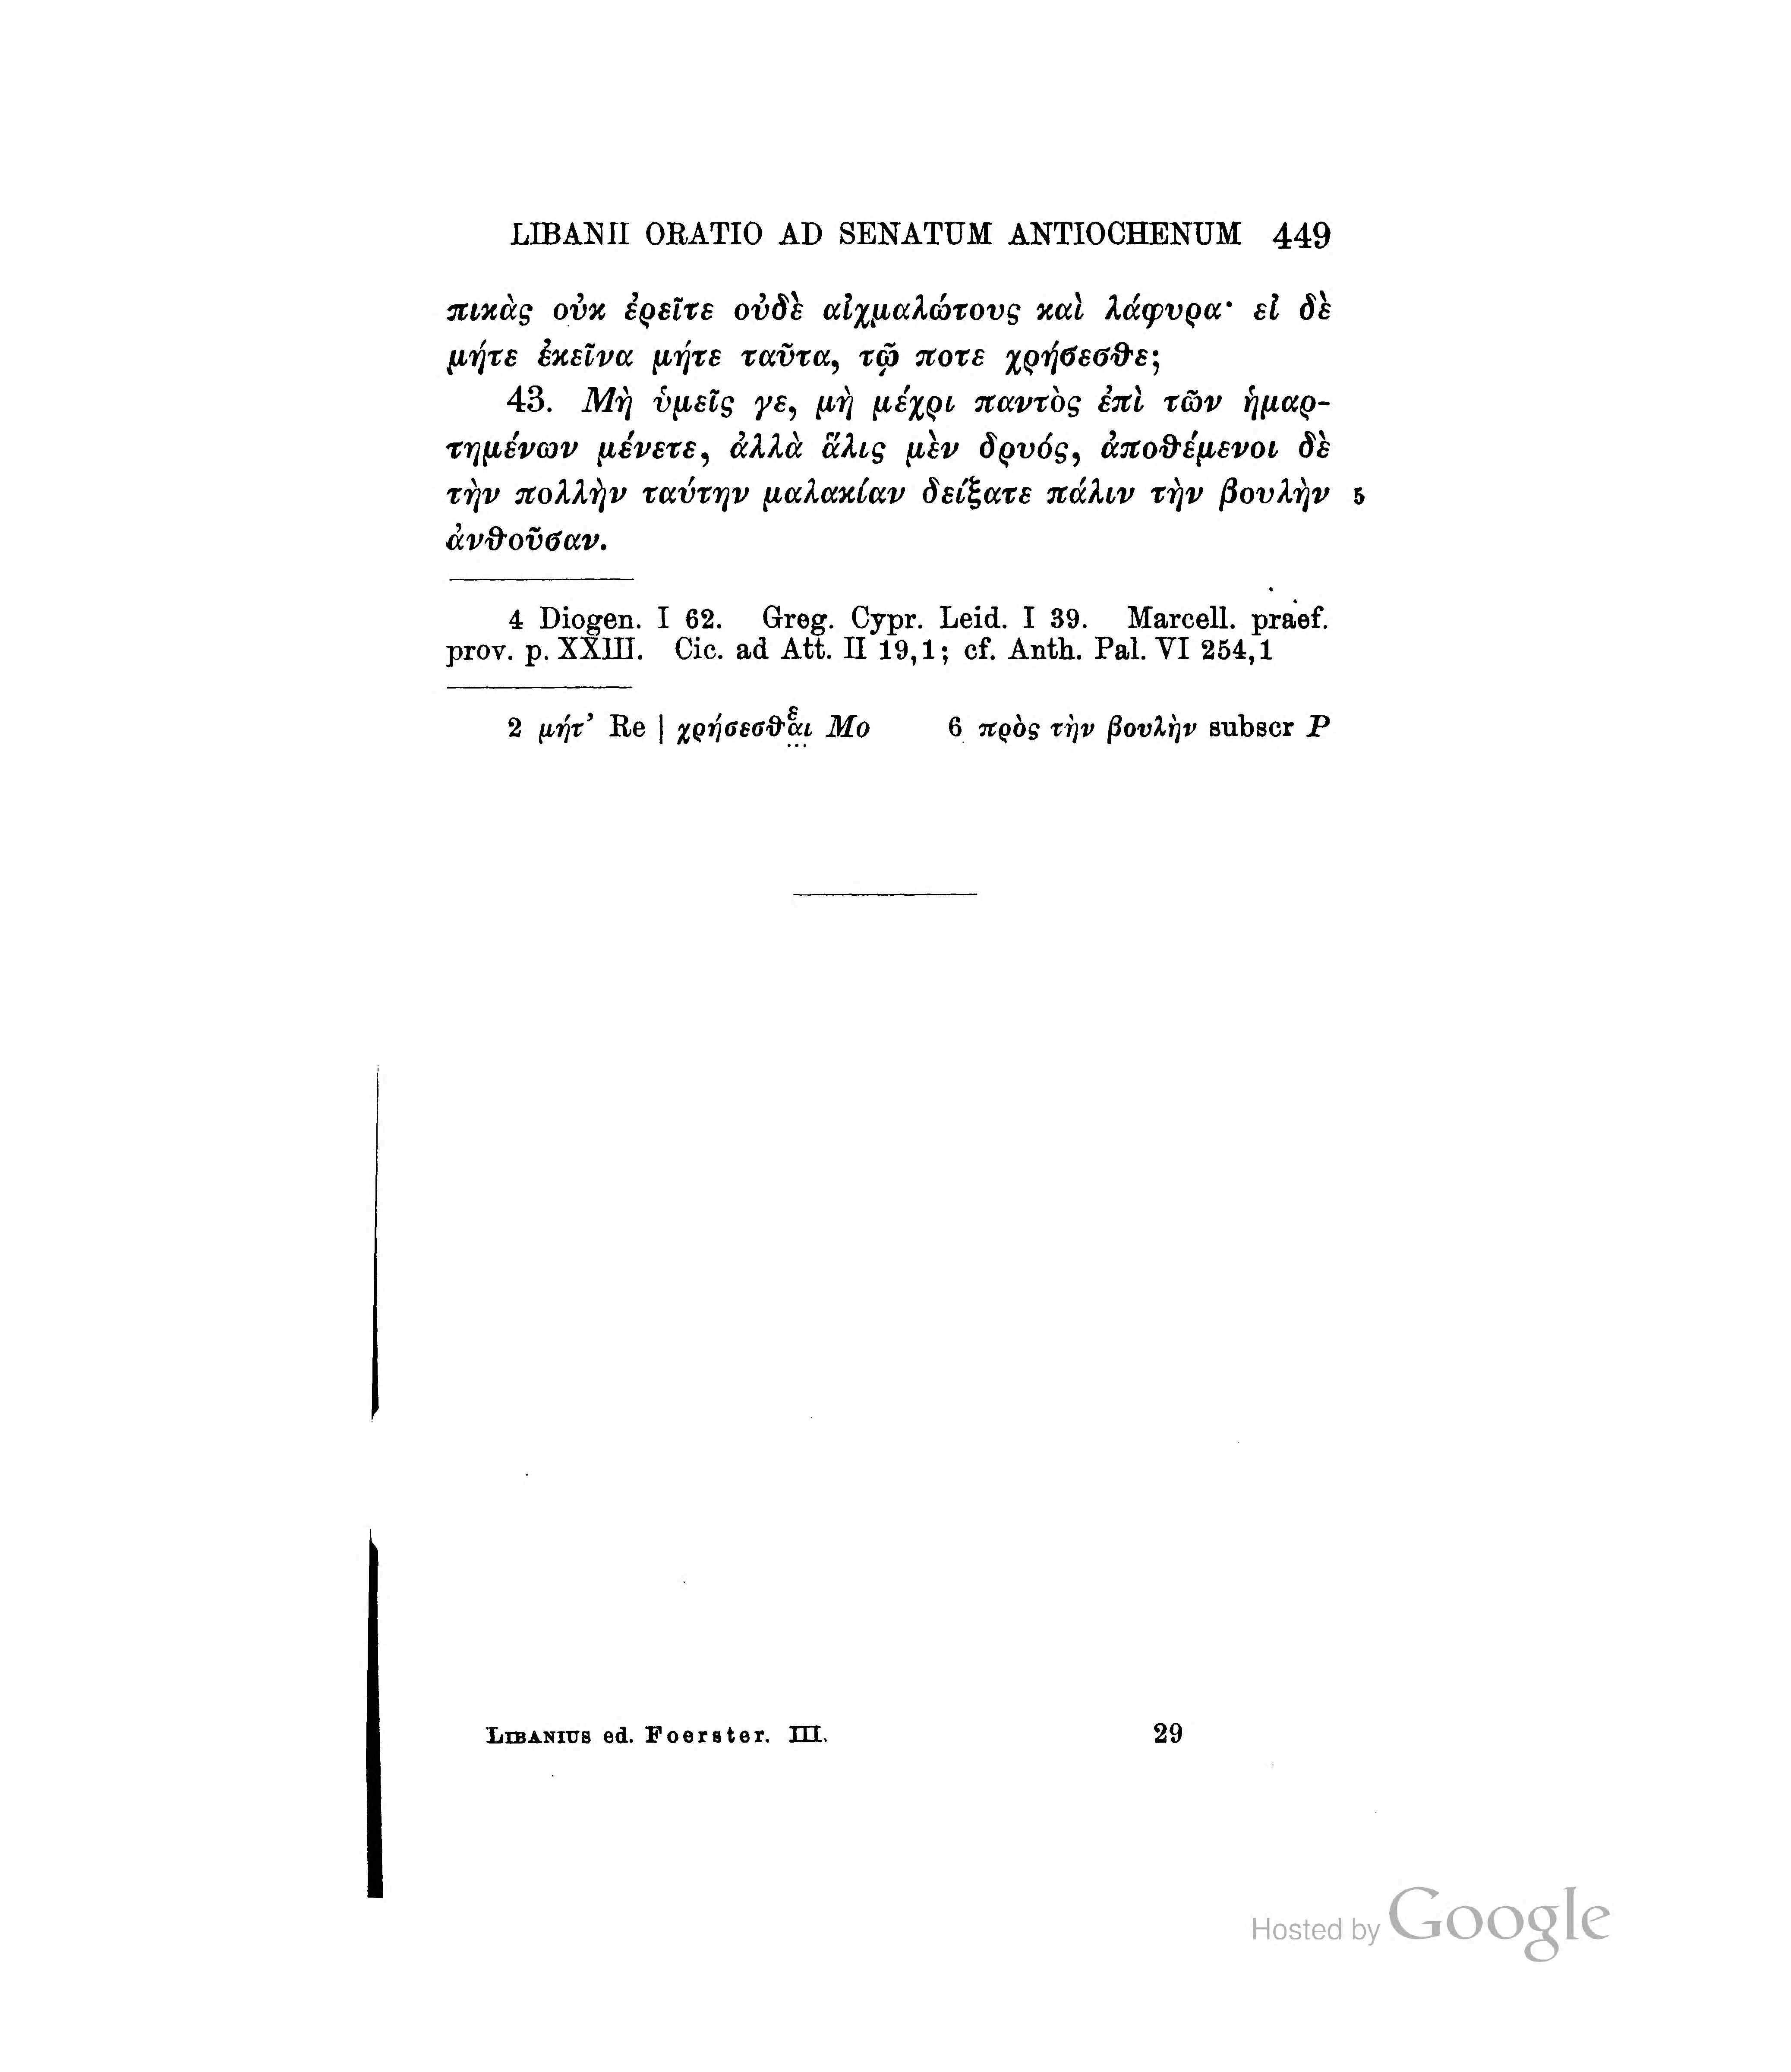 LIBANII ORATIO AD SENATUM ANTIOCHENUM 449
πικὰς οὐκ ἐρεῖτε οὐδὲ αἰχμαλώτους καὶ λάφυρα· εἰ δὲ
μήτε ἐκεῖνα μήτε ταῦτα, τῷ ποτε χρήσεσθε;
43. Μὴ ὑμεῖς γε, μὴ μέχρι παντὸς ἐπὶ τῶν ἡμαρ-
τημένων μένετε, ἀλλὰ ἅλις μὲν δρυός, ἀποθέμενοι δὲ
τὴν πολλὴν ταύτην μαλακίαν δείξατε πάλιν τὴν βουλὴν 5
ἀνθοῦσαν.
4 Diogen. I 62. Greg. Cypr. Leid. I 39. Marcell. praef.
prov. p. XXIII. Cic. ad Att. II 19,1; cf. Anth. Pal. VI 254,1
2 μήτ’ Re | χρήσεσθεαι Mo 6 πρὸς τὴν βουλὴν subscr P
LIBANIUS ed. Foerster. III. 29
Hosted by Google